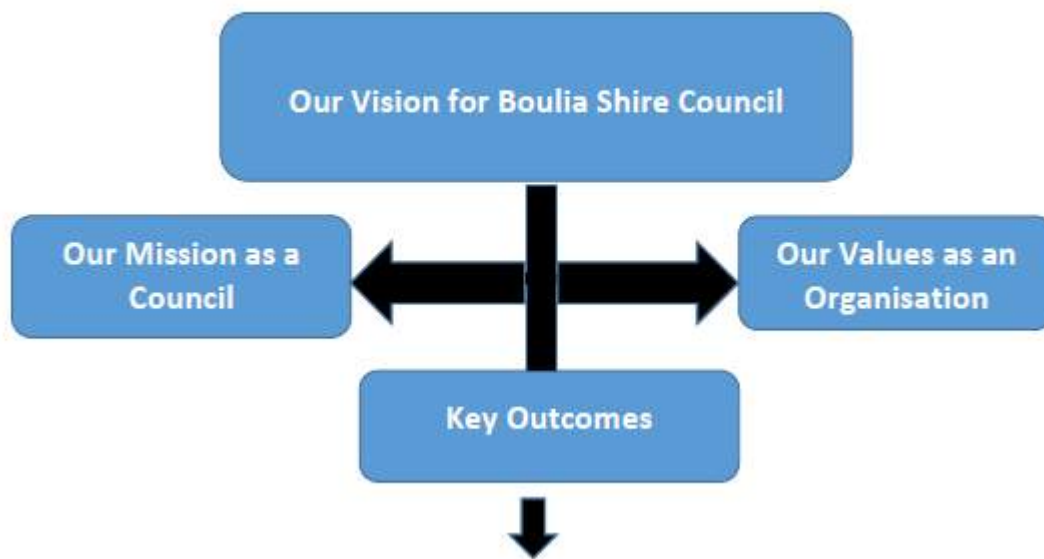 Our Vision for Boulia Shire Council
Our Mission as a
Council
Our Values as an
Organisation
Key Outcomes